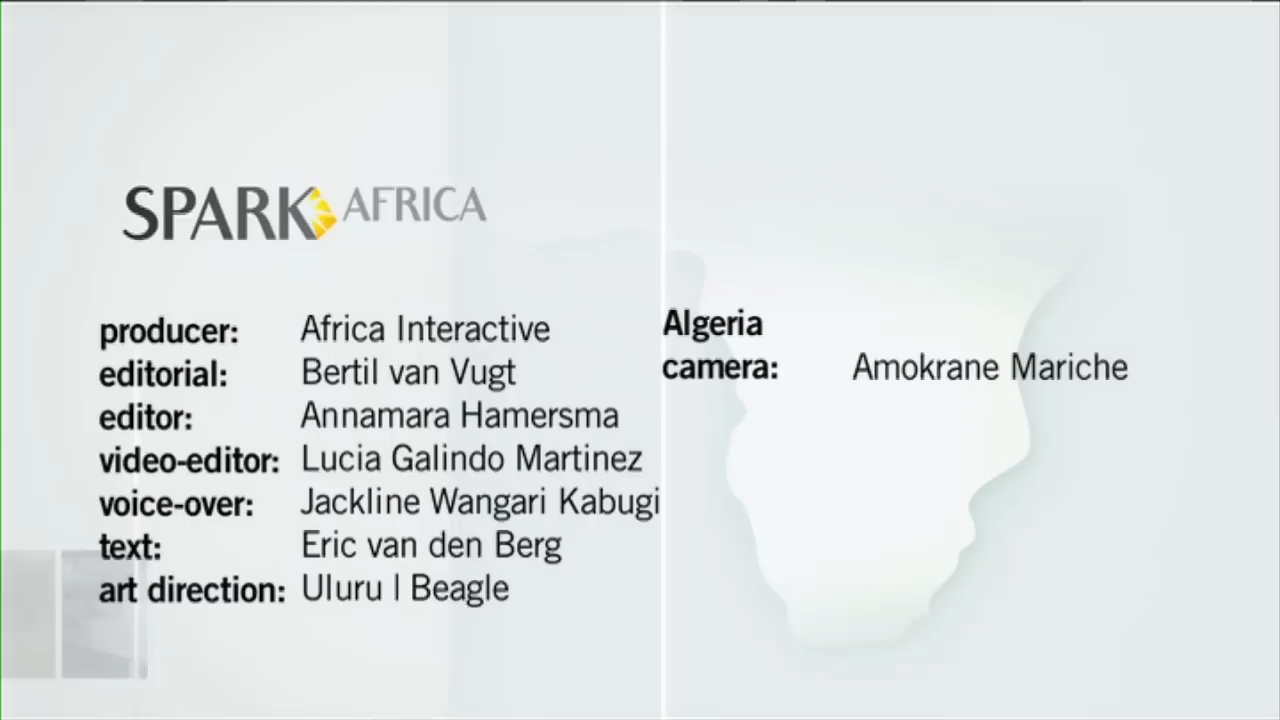 SPARK AFRICA
producer: Africa Interactive
editorial: Bertil van Vugt
editor: Annamara Hamersma
video-editor: Lucia Galindo Martinez
voice-over: Jackline Wangari Kabugi
text: Eric van den Berg
art direction: Uluru | Beagle
Algeria
camera: Amokrane Mariche